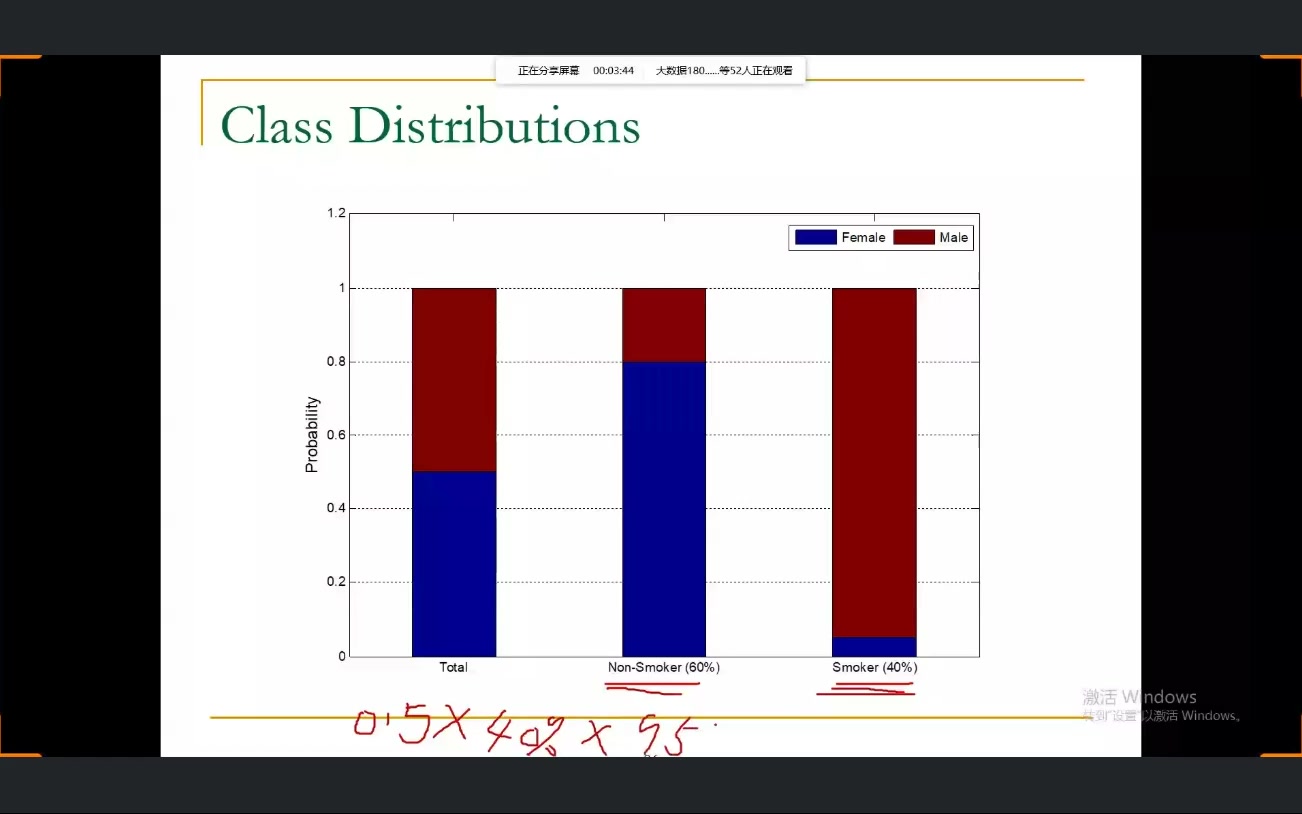 正在分享屏幕 00:03:44 大数据180......等52人正在观看
Class Distributions
1.2
Female Male
1
0.8
0.6
0.4
0.2
0
Probability
Total Non-Smoker (60%) Smoker (40%)
0.5 X 40% X 95
激活 Windows
转到"设置"以激活 Windows。